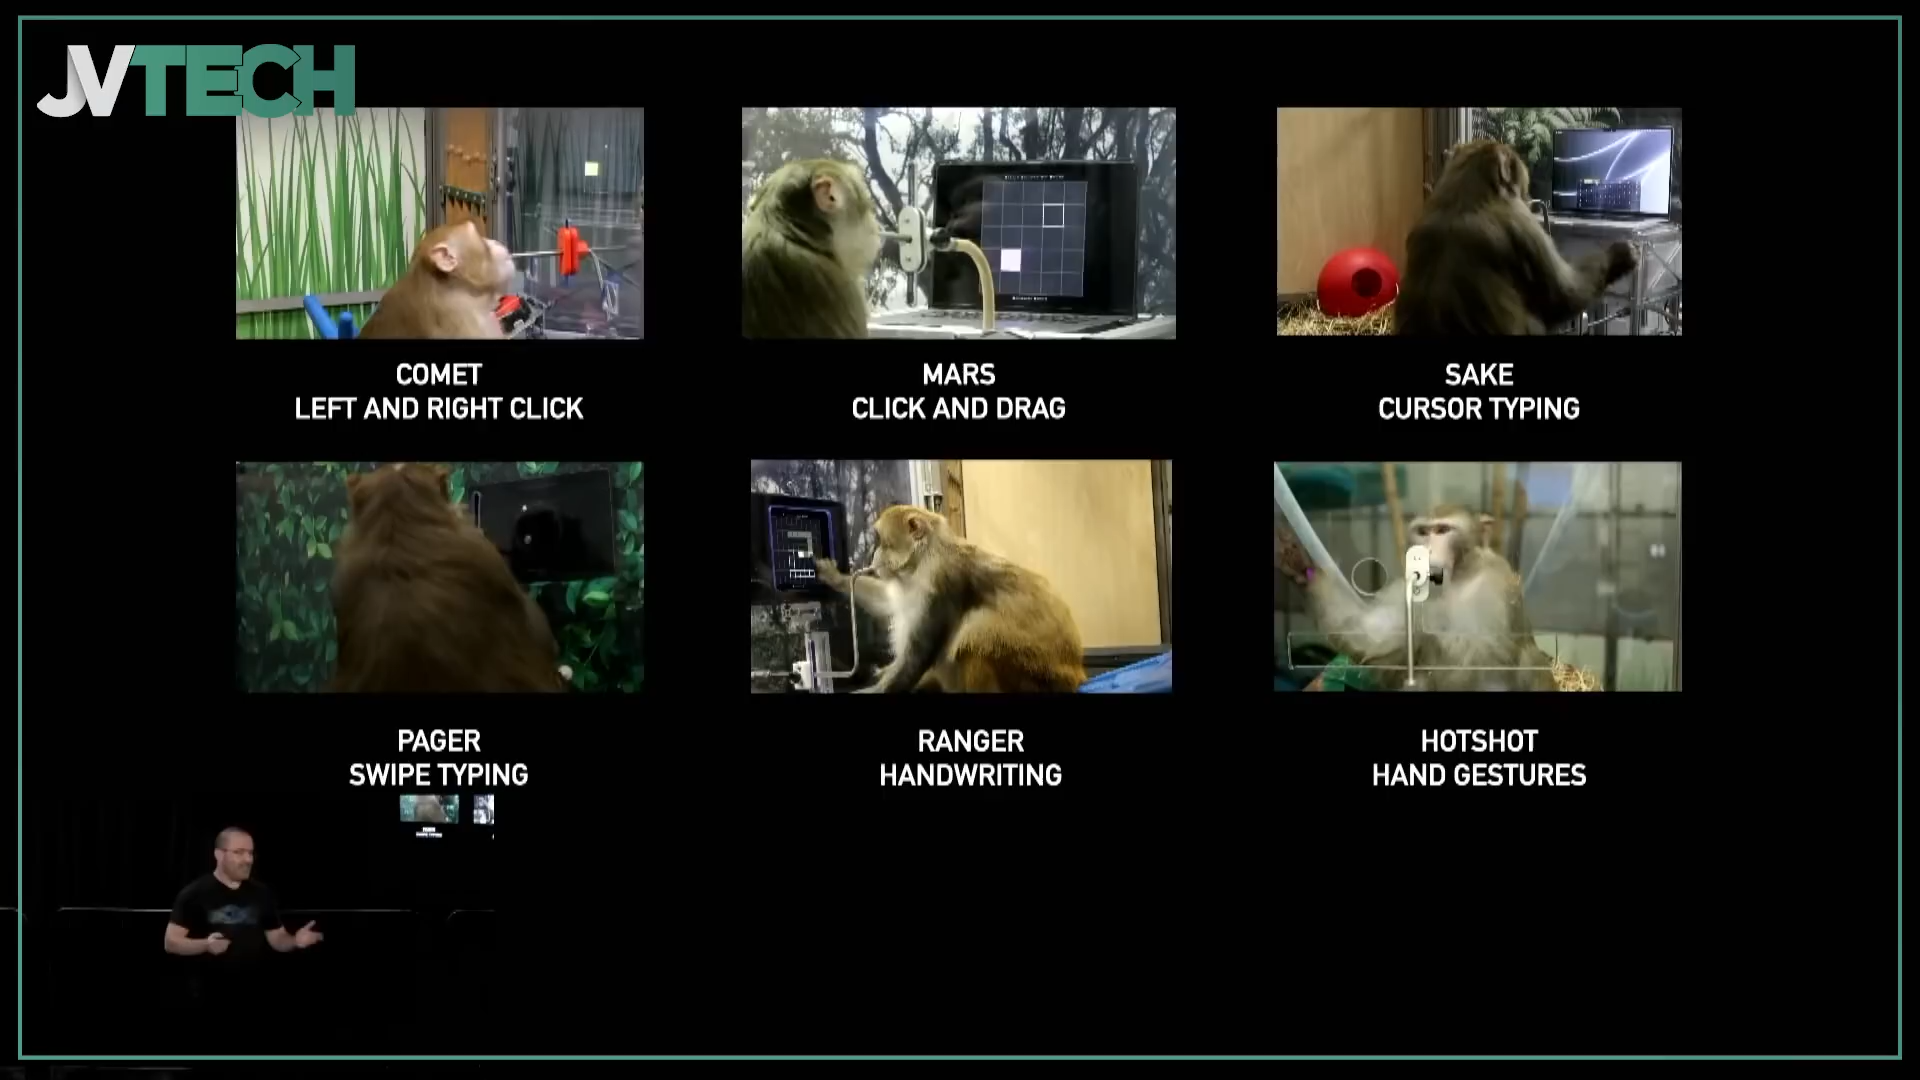 JVTECH
COMET
LEFT AND RIGHT CLICK
MARS
CLICK AND DRAG
SAKE
CURSOR TYPING
PAGER
SWIPE TYPING
RANGER
HANDWRITING
HOTSHOT
HAND GESTURES